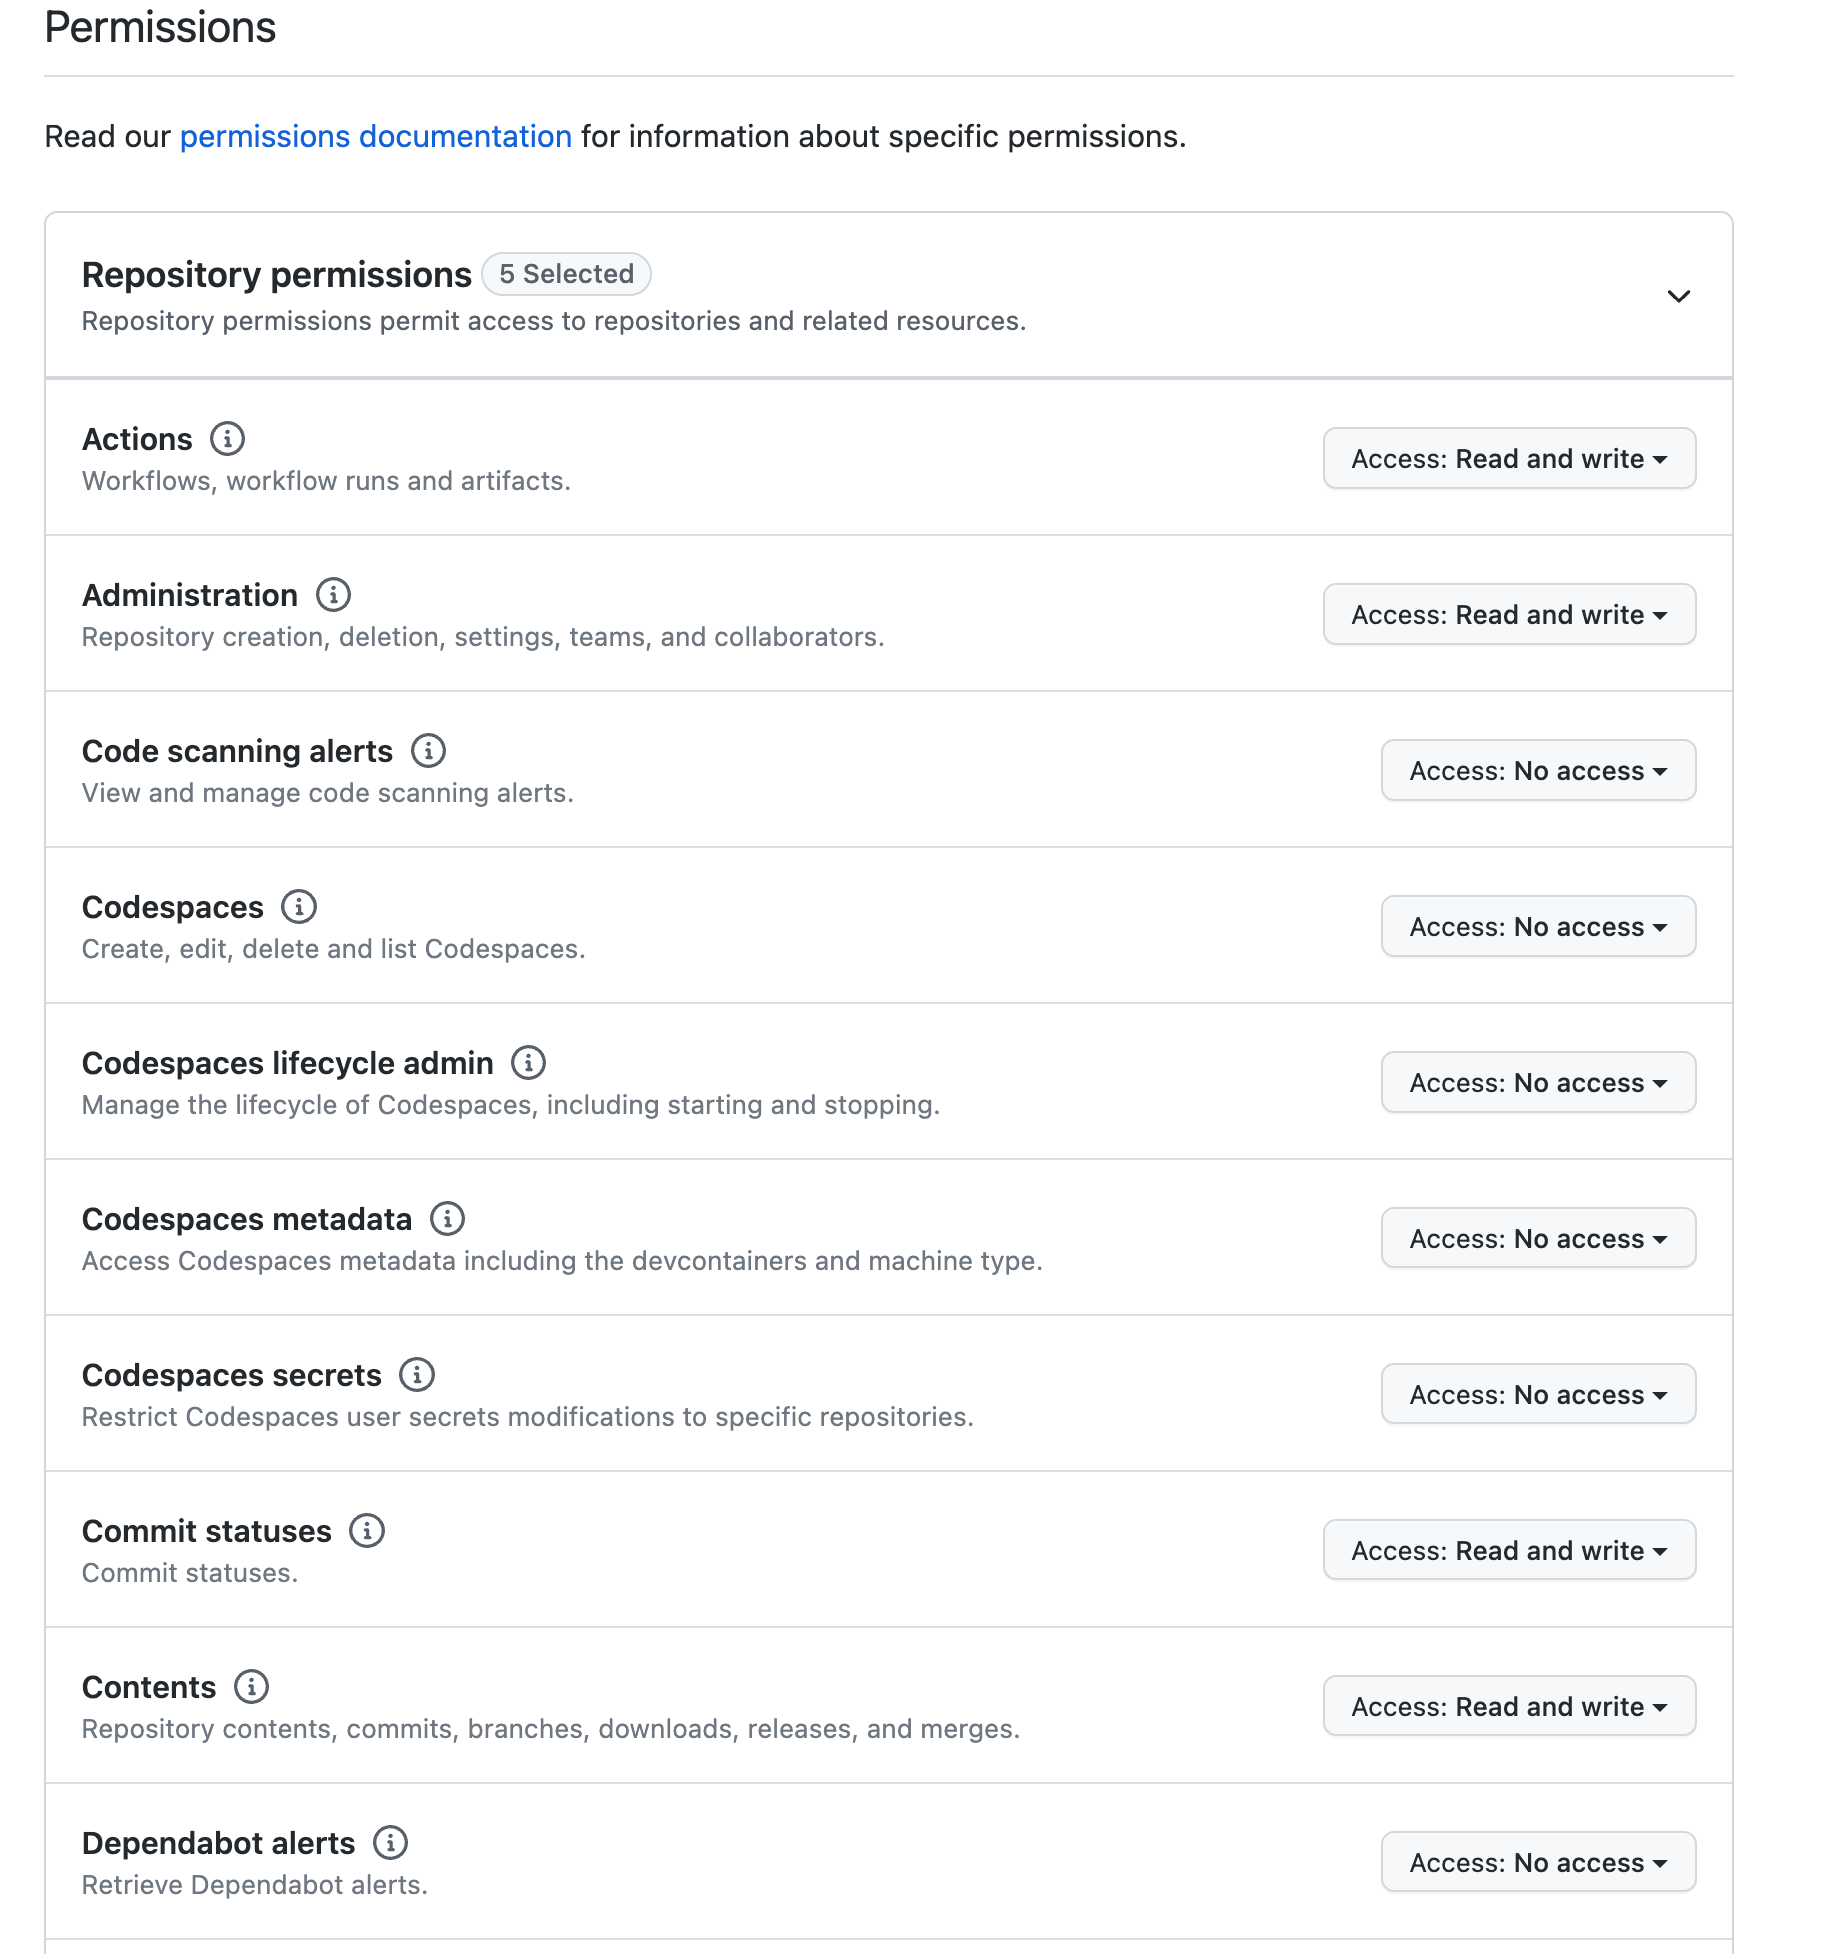 Permissions
Read our permissions documentation for information about specific permissions.
Repository permissions 5 Selected
Repository permissions permit access to repositories and related resources.
Actions
Workflows, workflow runs and artifacts.
Access: Read and write
Administration
Repository creation, deletion, settings, teams, and collaborators.
Access: Read and write
Code scanning alerts
View and manage code scanning alerts.
Access: No access
Codespaces
Create, edit, delete and list Codespaces.
Access: No access
Codespaces lifecycle admin
Manage the lifecycle of Codespaces, including starting and stopping.
Access: No access
Codespaces metadata
Access Codespaces metadata including the devcontainers and machine type.
Access: No access
Codespaces secrets
Restrict Codespaces user secrets modifications to specific repositories.
Access: No access
Commit statuses
Commit statuses.
Access: Read and write
Contents
Repository contents, commits, branches, downloads, releases, and merges.
Access: Read and write
Dependabot alerts
Retrieve Dependabot alerts.
Access: No access